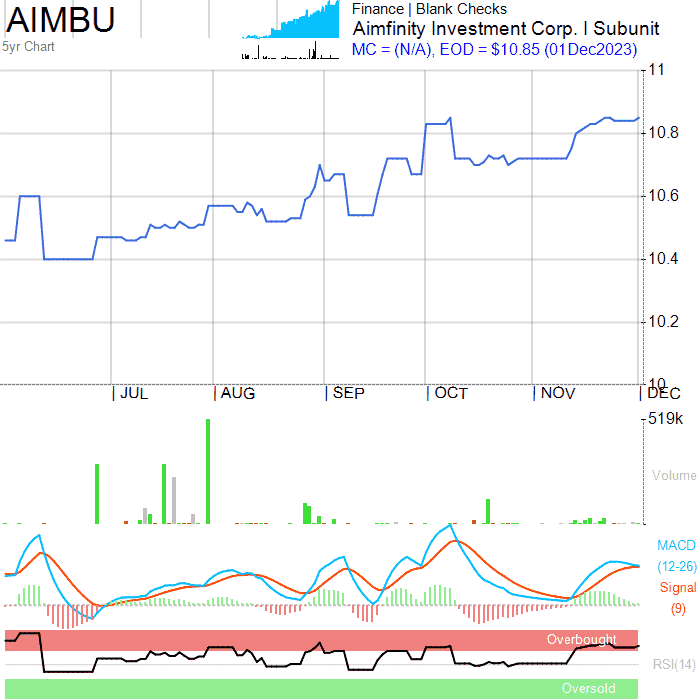 AIMBU
5yr Chart
Finance | Blank Checks
Aimfinity Investment Corp. I Subunit
MC = (N/A), EOD = $10.85 (01Dec2023)
11
10.8
10.6
10.4
10.2
10
JUL
AUG
SEP
OCT
NOV
DEC
519k
Volume
MACD
(12-26)
Signal
(9)
Overbought
RSI(14)
Oversold